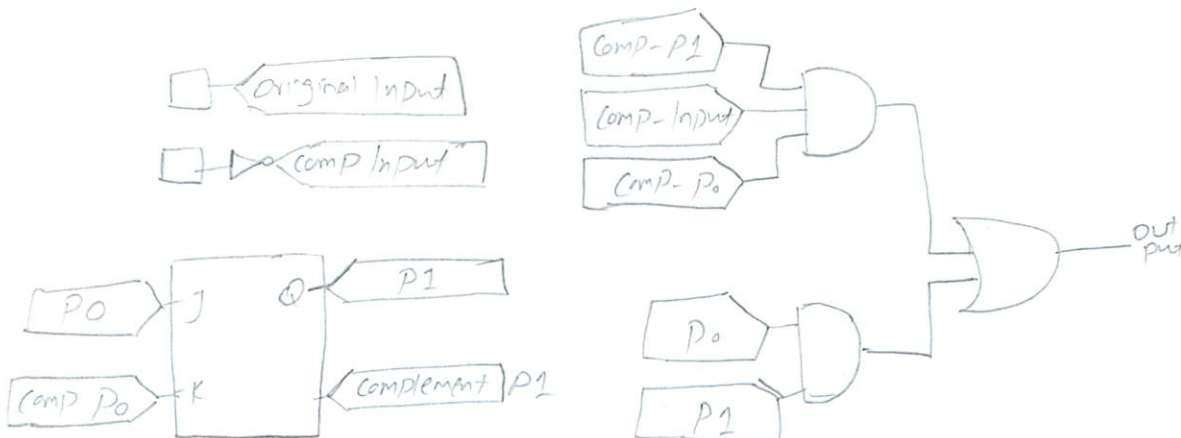 Original Input
Comp Input
P0
J
Q
P1
Comp P0
K
Complement P1
Comp-P1
Comp-Input
Comp-P0
P0
P1
Out
put